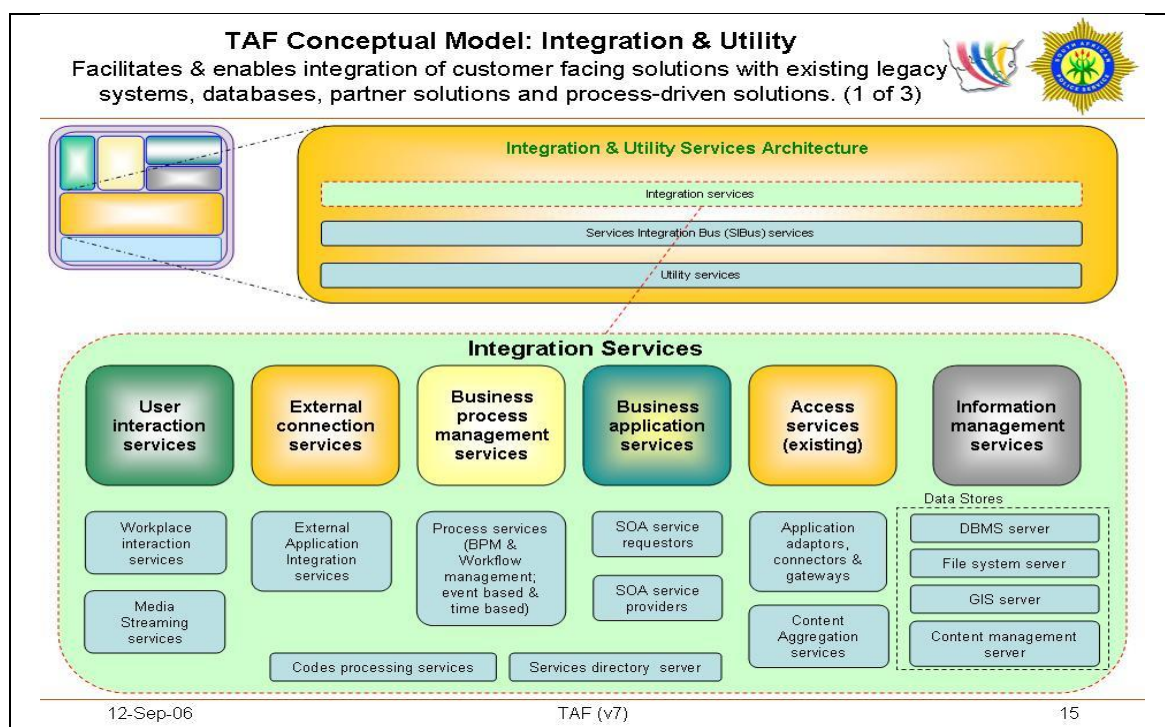 TAF Conceptual Model: Integration & Utility
Facilitates & enables integration of customer facing solutions with existing legacy
systems, databases, partner solutions and process-driven solutions. (1 of 3)
SOUTH AFRICAN
POLICE SERVICE
Integration & Utility Services Architecture
Integration services
Services Integration Bus (SIBus) services
Utility services
Integration Services
User
interaction
services
External
connection
services
Business
process
management
services
Business
application
services
Access
services
(existing)
Information
management
services
Workplace
interaction
services
Media
Streaming
services
External
Application
Integration
services
Process services
(BPM &
Workflow
management;
event based &
time based)
SOA service
requestors
SOA service
providers
Application
adaptors,
connectors &
gateways
Content
Aggregation
services
Data Stores
DBMS server
File system server
GIS server
Content management
server
Codes processing services
Services directory server
12-Sep-06
TAF (v7)
15